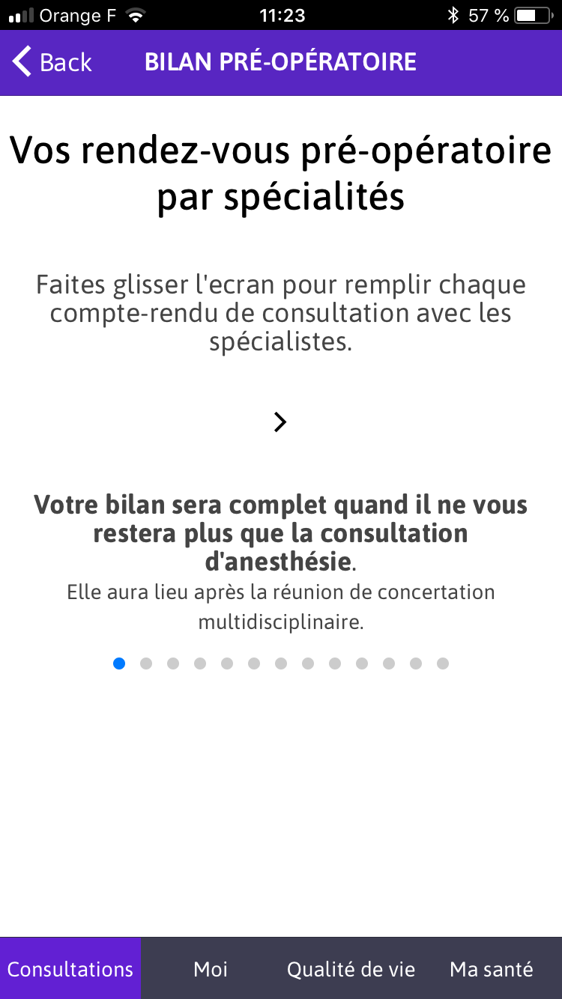 Orange F 11:23 57 %
Back BILAN PRÉ-OPÉRATOIRE
Vos rendez-vous pré-opératoire
par spécialités
Faites glisser l'ecran pour remplir chaque
compte-rendu de consultation avec les
spécialistes.
Votre bilan sera complet quand il ne vous
restera plus que la consultation
d'anesthésie.
Elle aura lieu après la réunion de concertation
multidisciplinaire.
Consultations Moi Qualité de vie Ma santé